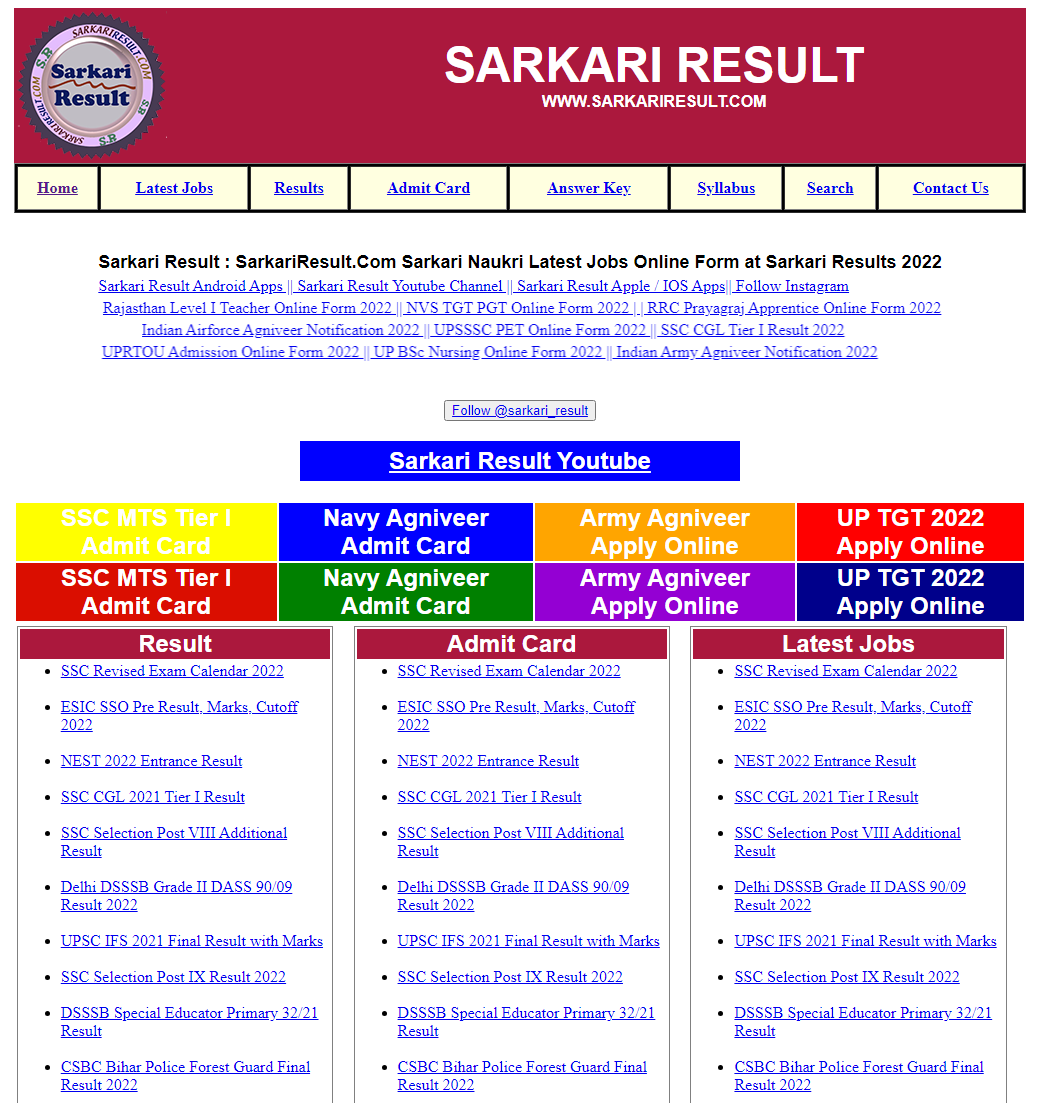 SARKARIRESULT.COM
S.R
Sarkari
Result
SARKARI RESULT
WWW.SARKARIRESULT.COM
Home Latest Jobs Results Admit Card Answer Key Syllabus Search Contact Us
Sarkari Result : SarkariResult.Com Sarkari Naukri Latest Jobs Online Form at Sarkari Results 2022
Sarkari Result Android Apps || Sarkari Result Youtube Channel || Sarkari Result Apple / IOS Apps|| Follow Instagram
Rajasthan Level I Teacher Online Form 2022 || NVS TGT PGT Online Form 2022 | | RRC Prayagraj Apprentice Online Form 2022
Indian Airforce Agniveer Notification 2022 || UPSSSC PET Online Form 2022 || SSC CGL Tier I Result 2022
UPRTOU Admission Online Form 2022 || UP BSc Nursing Online Form 2022 || Indian Army Agniveer Notification 2022
Follow @sarkari_result
Sarkari Result Youtube
SSC MTS Tier I Navy Agniveer Army Agniveer UP TGT 2022
Admit Card Admit Card Apply Online Apply Online
SSC MTS Tier I Navy Agniveer Army Agniveer UP TGT 2022
Admit Card Admit Card Apply Online Apply Online
Result
SSC Revised Exam Calendar 2022
ESIC SSO Pre Result, Marks, Cutoff
2022
NEST 2022 Entrance Result
SSC CGL 2021 Tier I Result
SSC Selection Post VIII Additional
Result
Delhi DSSSB Grade II DASS 90/09
Result 2022
UPSC IFS 2021 Final Result with Marks
SSC Selection Post IX Result 2022
DSSSB Special Educator Primary 32/21
Result
CSBC Bihar Police Forest Guard Final
Result 2022
Admit Card
SSC Revised Exam Calendar 2022
ESIC SSO Pre Result, Marks, Cutoff
2022
NEST 2022 Entrance Result
SSC CGL 2021 Tier I Result
SSC Selection Post VIII Additional
Result
Delhi DSSSB Grade II DASS 90/09
Result 2022
UPSC IFS 2021 Final Result with Marks
SSC Selection Post IX Result 2022
DSSSB Special Educator Primary 32/21
Result
CSBC Bihar Police Forest Guard Final
Result 2022
Latest Jobs
SSC Revised Exam Calendar 2022
ESIC SSO Pre Result, Marks, Cutoff
2022
NEST 2022 Entrance Result
SSC CGL 2021 Tier I Result
SSC Selection Post VIII Additional
Result
Delhi DSSSB Grade II DASS 90/09
Result 2022
UPSC IFS 2021 Final Result with Marks
SSC Selection Post IX Result 2022
DSSSB Special Educator Primary 32/21
Result
CSBC Bihar Police Forest Guard Final
Result 2022